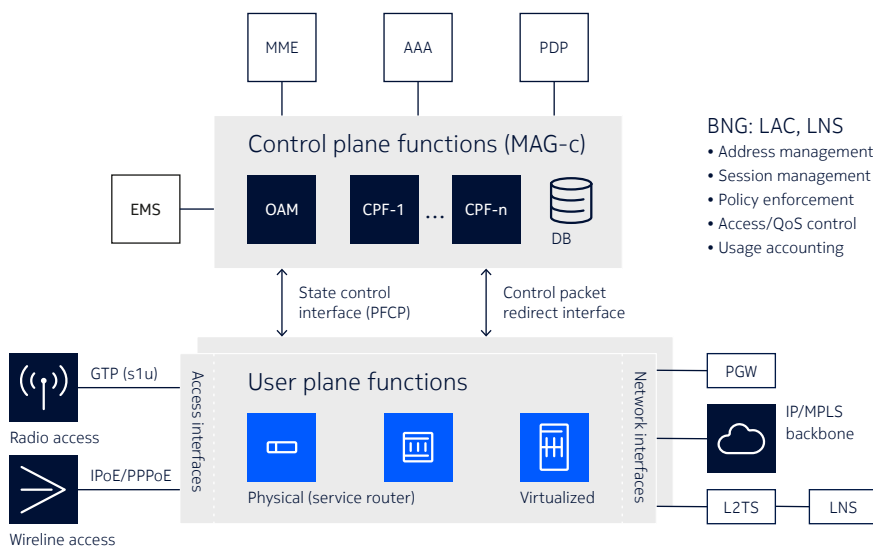 MME
AAA
PDP
Control plane functions (MAG-c)
BNG: LAC, LNS
• Address management
• Session management
• Policy enforcement
• Access/QoS control
• Usage accounting
EMS
OAM
CPF-1
...
CPF-n
DB
State control
interface (PFCP)
Control packet
redirect interface
GTP (s1u)
Radio access
IPoE/PPPoE
Wireline access
Access interfaces
User plane functions
Physical (service router)
Virtualized
Network interfaces
PGW
IP/MPLS
backbone
L2TS
LNS